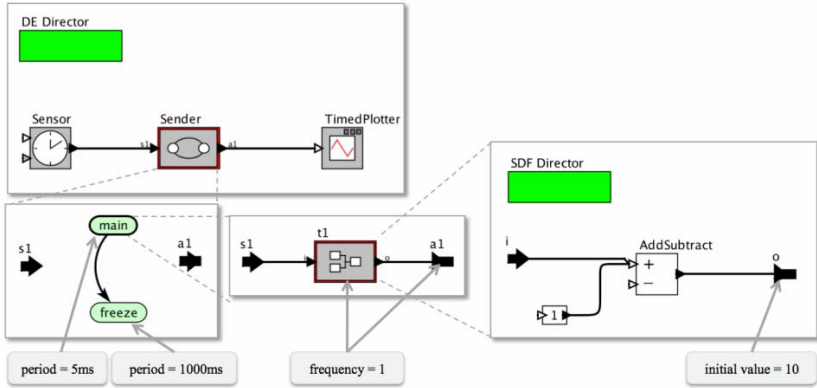 DE Director
Sensor
Sender
TimedPlotter
s1
a1
SDF Director
main
s1
a1
freeze
t1
s1
a1
i
o
i
AddSubtract
o
+
−
1
period = 5ms
period = 1000ms
frequency = 1
initial value = 10